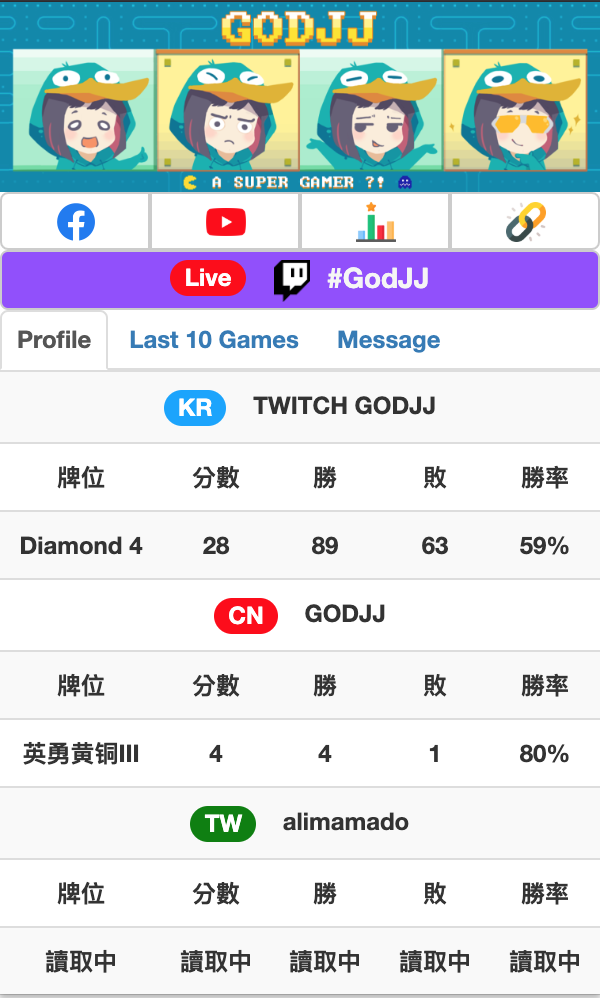 GODJJ
A SUPER GAMER ?!
Live #GodJJ
Profile Last 10 Games Message
KR TWITCH GODJJ
牌位 分數 勝 敗 勝率
Diamond 4 28 89 63 59%
CN GODJJ
牌位 分數 勝 敗 勝率
英勇黄铜III 4 4 1 80%
TW alimamado
牌位 分數 勝 敗 勝率
讀取中 讀取中 讀取中 讀取中 讀取中